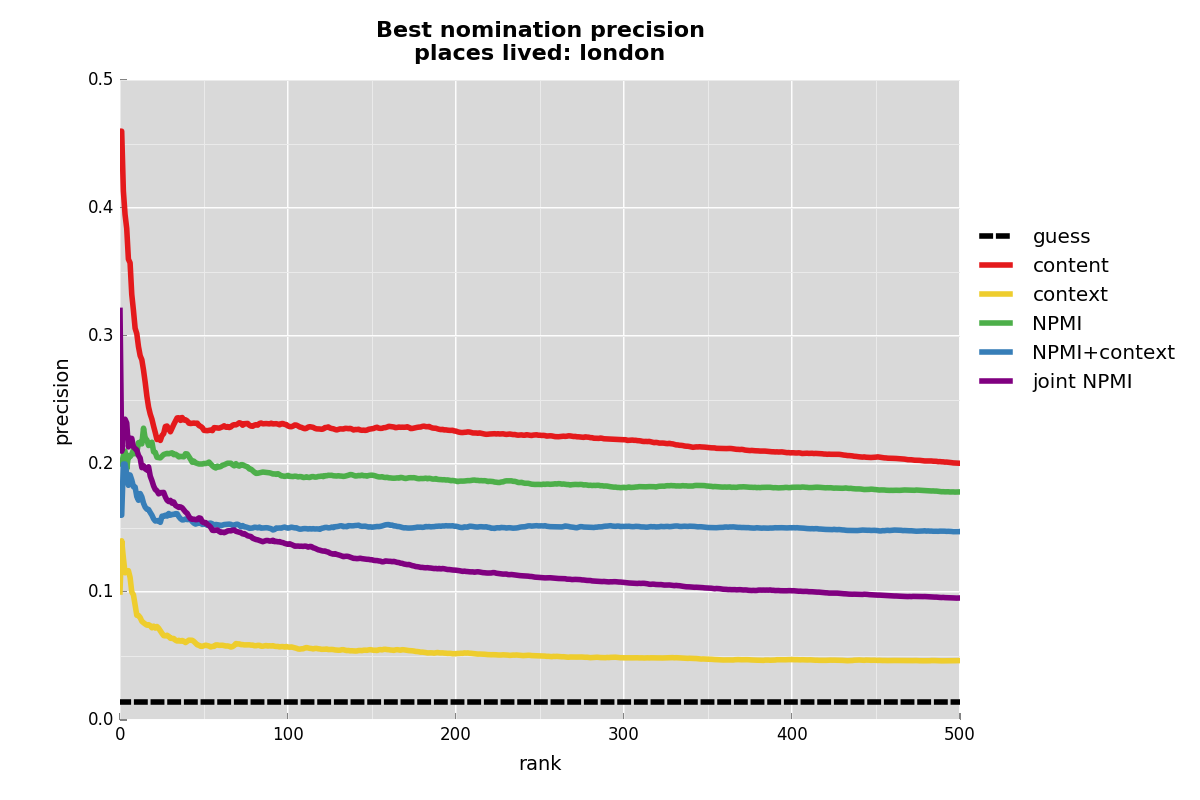 Best nomination precision
places lived: london
0.5
0.4
0.3
0.2
0.1
0.0
precision
0 100 200 300 400 500
rank
guess
content
context
NPMI
NPMI+context
joint NPMI